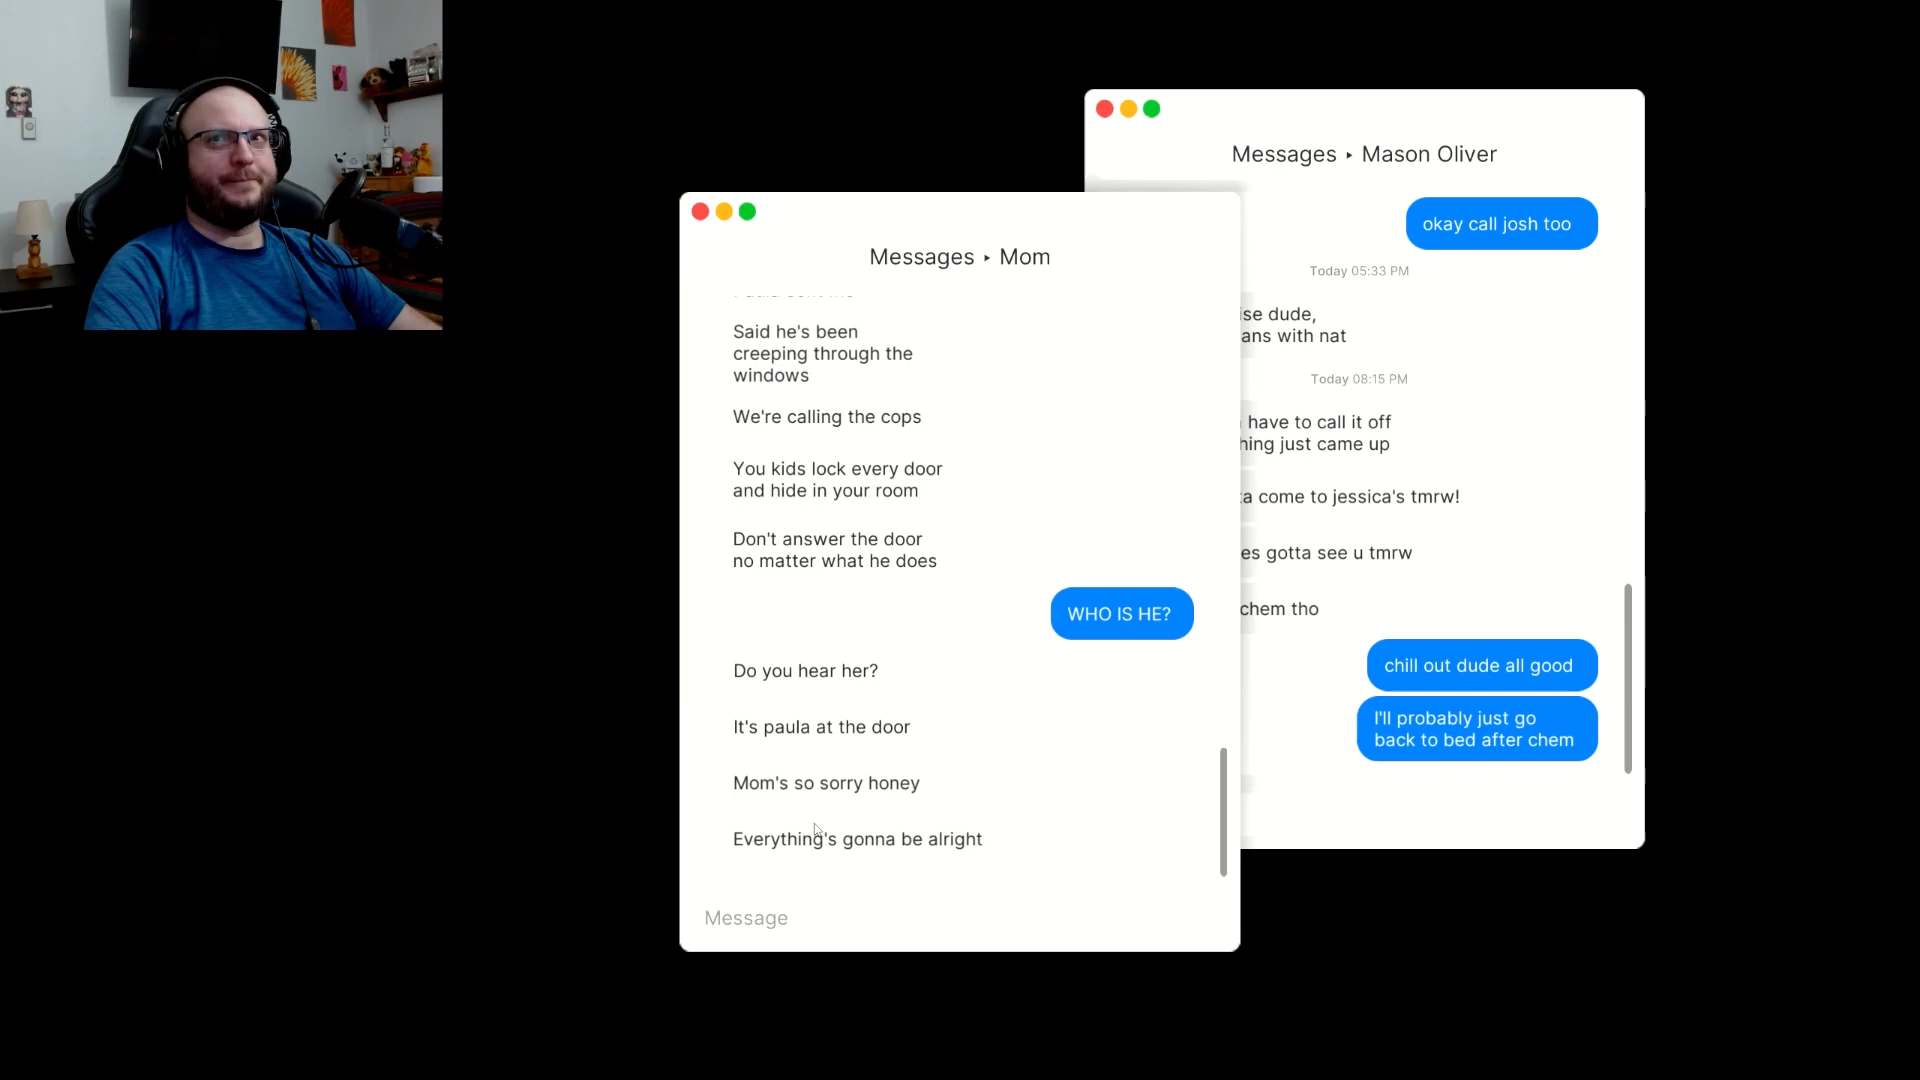 Messages ‣ Mom
Said he's been
creeping through the
windows
We're calling the cops
You kids lock every door
and hide in your room
Don't answer the door
no matter what he does
WHO IS HE?
Do you hear her?
It's paula at the door
Mom's so sorry honey
Everything's gonna be alright
Message
Messages ‣ Mason Oliver
okay call josh too
Today 05:33 PM
dude,
with nat
Today 08:15 PM
have to call it off
just came up
come to jessica's tmrw!
gotta see u tmrw
chem tho
chill out dude all good
I'll probably just go
back to bed after chem